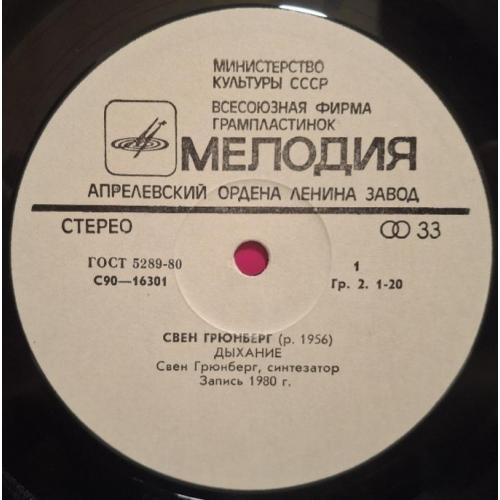 МИНИСТЕРСТВО
КУЛЬТУРЫ СССР
ВСЕСОЮЗНАЯ ФИРМА
ГРАМПЛАСТИНОК
МЕЛОДИЯ
АПРЕЛЕВСКИЙ ОРДЕНА ЛЕНИНА ЗАВОД
СТЕРЕО 33
ГОСТ 5289-80 1
С90—16301 Гр. 2. 1-20
СВЕН ГРЮНБЕРГ (р. 1956)
ДЫХАНИЕ
Свен Грюнберг, синтезатор
Запись 1980 г.